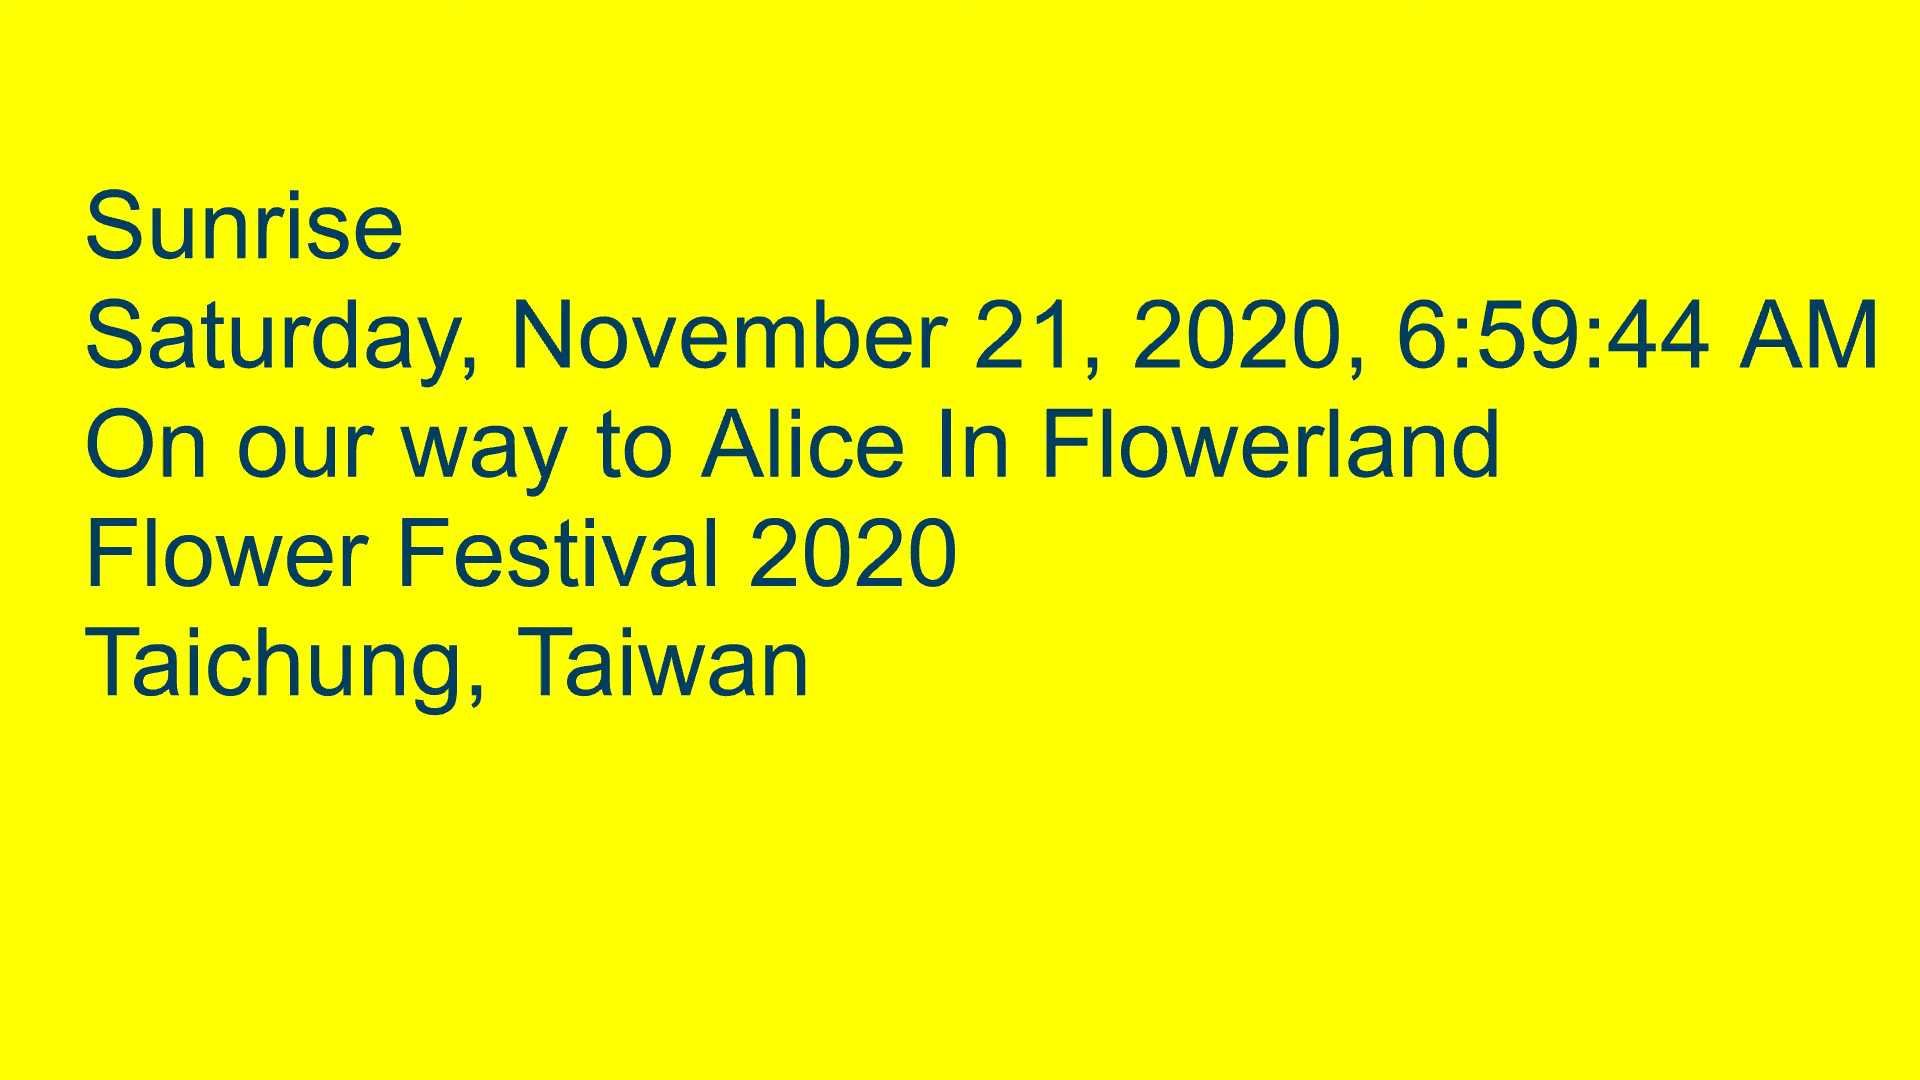 Sunrise
Saturday, November 21, 2020, 6:59:44 AM
On our way to Alice In Flowerland
Flower Festival 2020
Taichung, Taiwan